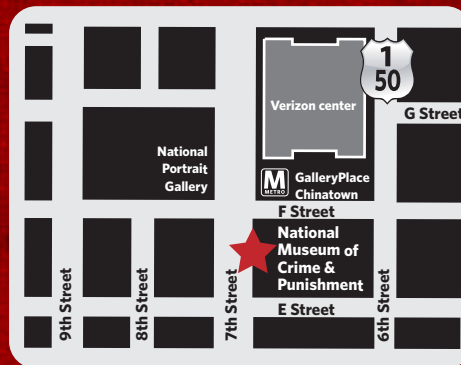 1
50
Verizon center
G Street
National
Portrait
Gallery
M
METRO
GalleryPlace
Chinatown
F Street
National
Museum of
Crime &
Punishment
E Street
9th Street
8th Street
7th Street
6th Street